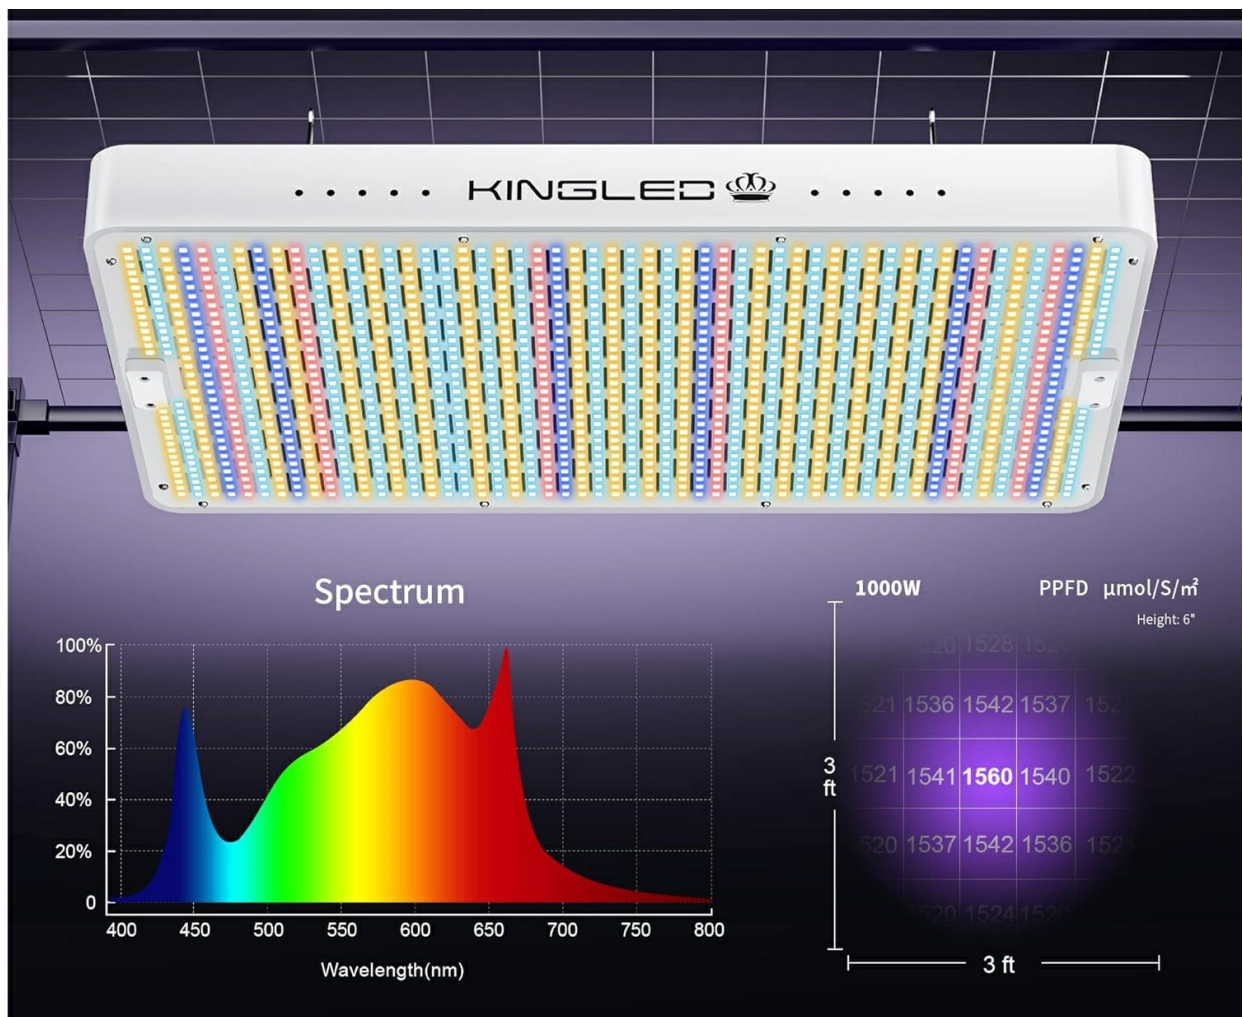 KINGLED
Spectrum
100%
80%
60%
40%
20%
0
400 450 500 550 600 650 700 750 800
Wavelength(nm)
1000W PPFD μmol/S/㎡
Height: 6"
1528
1536 1542 1537
1521 1541 1560 1540 1522
1520 1537 1542 1536
1520 1524
3
ft
3 ft